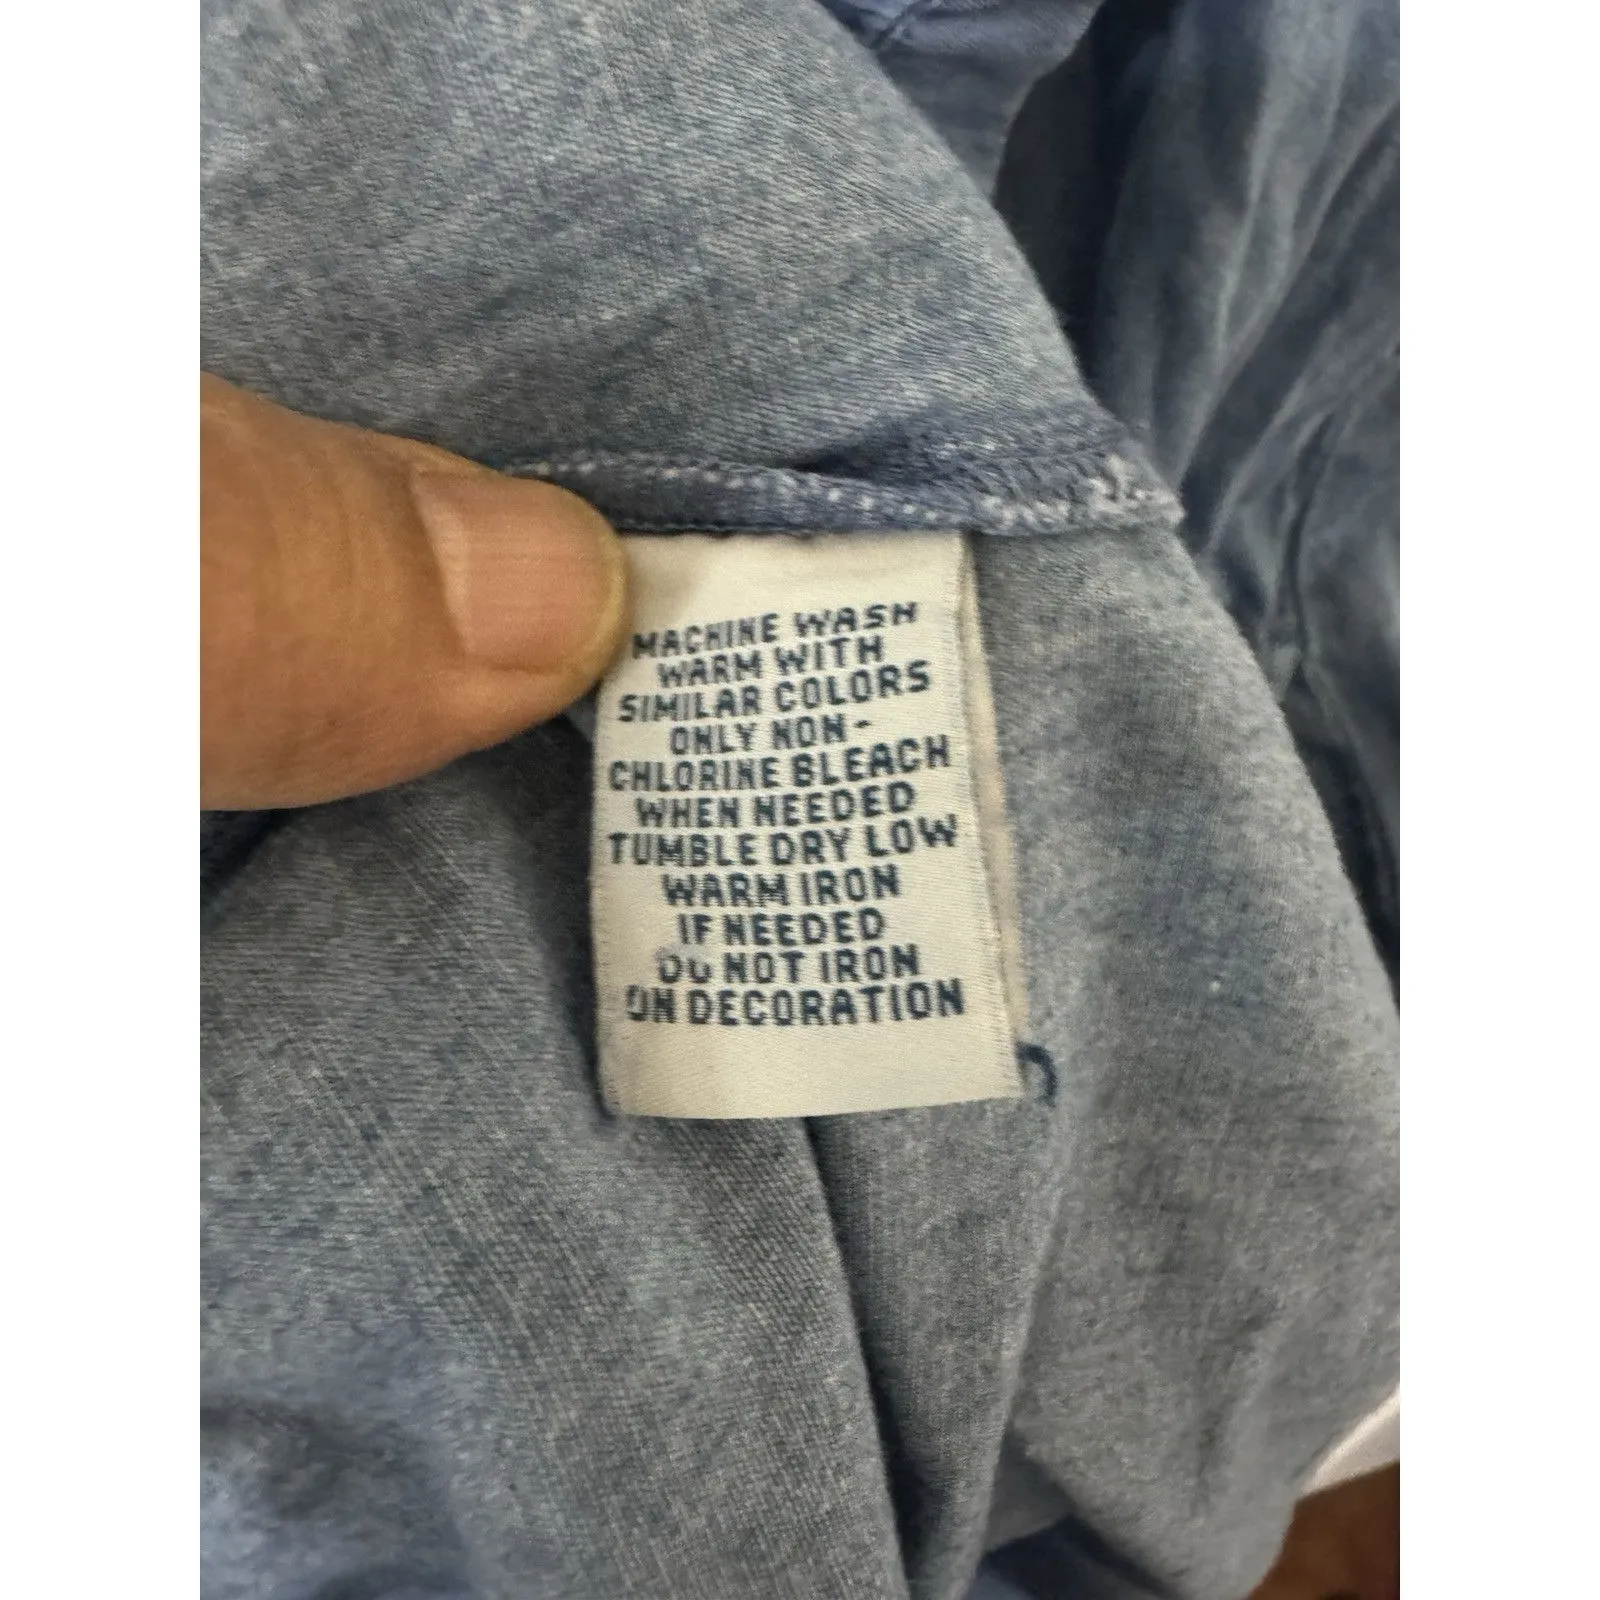 MACHINE WASH
WARM WITH
SIMILAR COLORS
ONLY NON-
CHLORINE BLEACH
WHEN NEEDED
TUMBLE DRY LOW
WARM IRON
IF NEEDED
DO NOT IRON
ON DECORATION